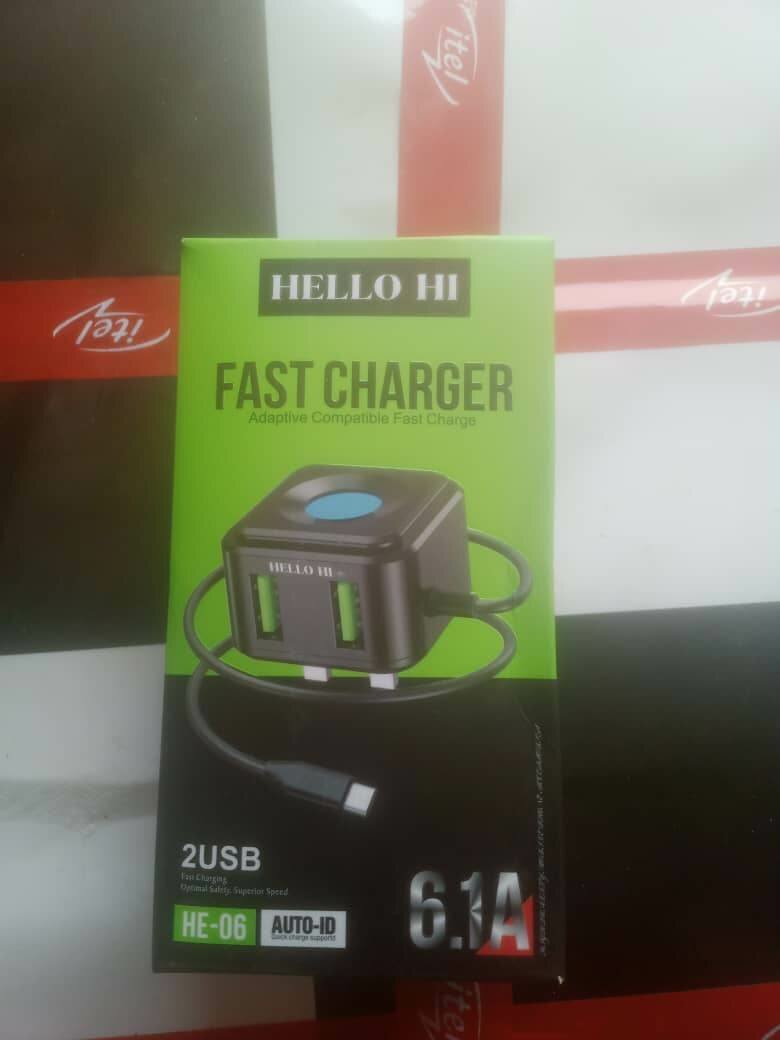 itel
itel
itel
HELLO HI
FAST CHARGER
Adaptive Compatible Fast Charge
HELLO HI
2USB
Fast Charging
Optimal Safety, Superior Speed
HE-06
AUTO-ID
Quick charge supports
6.1A
itel